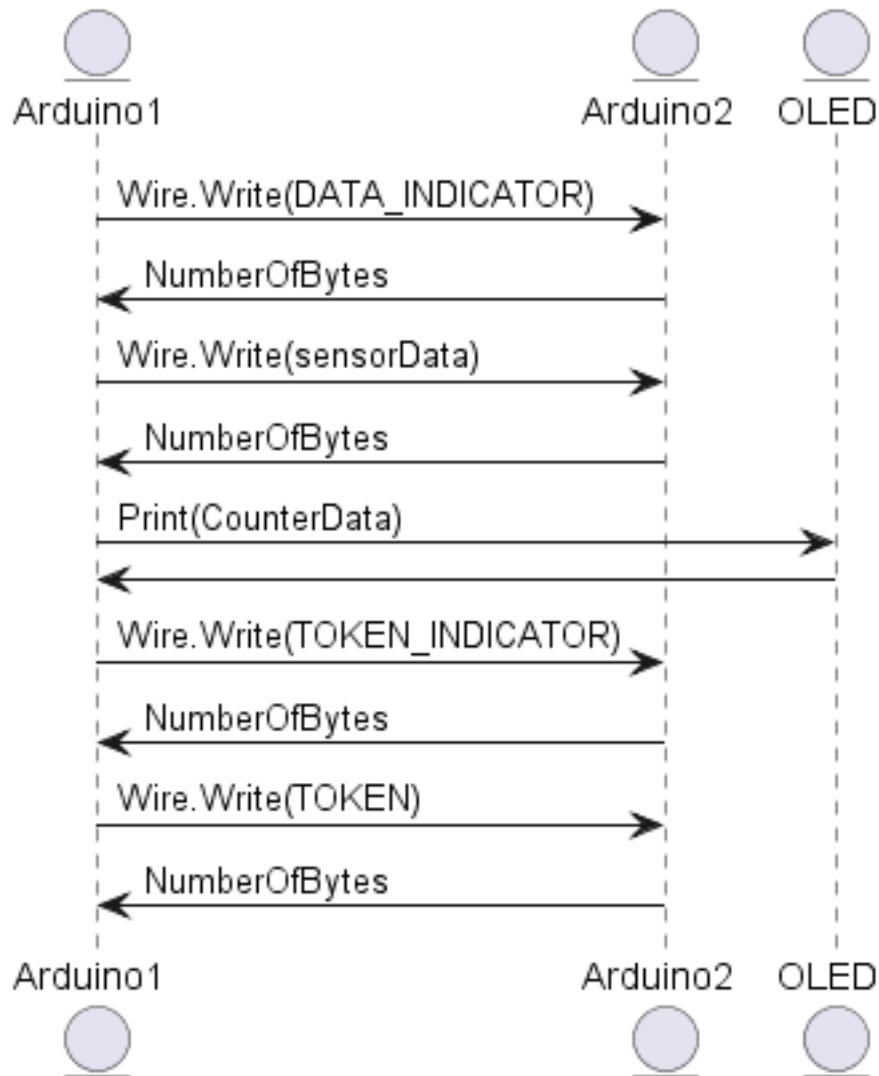 Arduino1 Arduino2 OLED
Wire.Write(DATA_INDICATOR)
NumberOfBytes
Wire.Write(sensorData)
NumberOfBytes
Print(CounterData)
Wire.Write(TOKEN_INDICATOR)
NumberOfBytes
Wire.Write(TOKEN)
NumberOfBytes
Arduino1 Arduino2 OLED